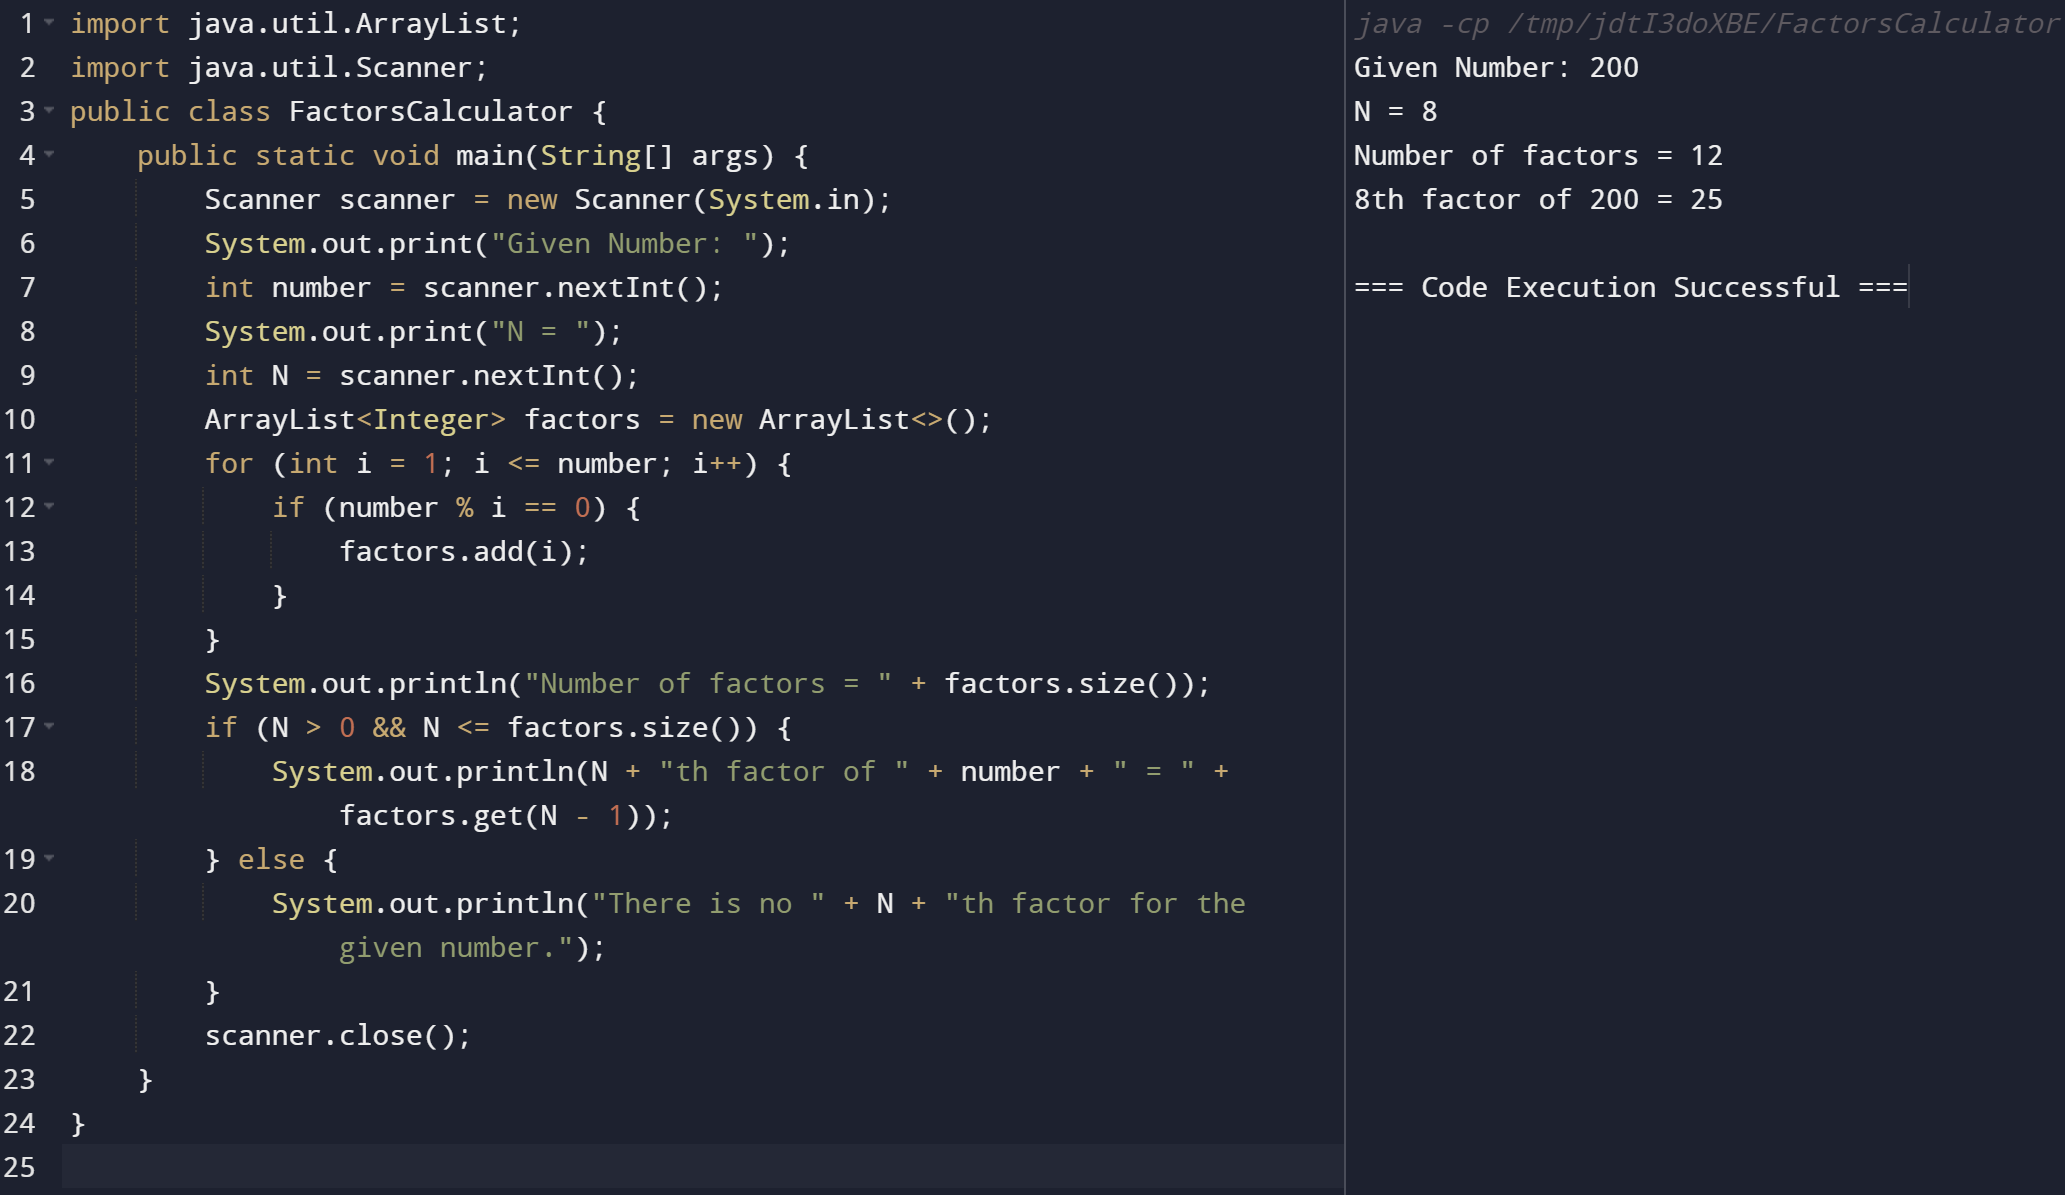 1 import java.util.ArrayList;
2 import java.util.Scanner;
3 public class FactorsCalculator {
4     public static void main(String[] args) {
5         Scanner scanner = new Scanner(System.in);
6         System.out.print("Given Number: ");
7         int number = scanner.nextInt();
8         System.out.print("N = ");
9         int N = scanner.nextInt();
10         ArrayList<Integer> factors = new ArrayList<>();
11         for (int i = 1; i <= number; i++) {
12             if (number % i == 0) {
13                 factors.add(i);
14             }
15         }
16         System.out.println("Number of factors = " + factors.size());
17         if (N > 0 && N <= factors.size()) {
18             System.out.println(N + "th factor of " + number + " = " +
                factors.get(N - 1));
19         } else {
20             System.out.println("There is no " + N + "th factor for the
                given number.");
21         }
22         scanner.close();
23     }
24 }
25
java -cp /tmp/jdtI3doXBE/FactorsCalculator
Given Number: 200
N = 8
Number of factors = 12
8th factor of 200 = 25
=== Code Execution Successful ===